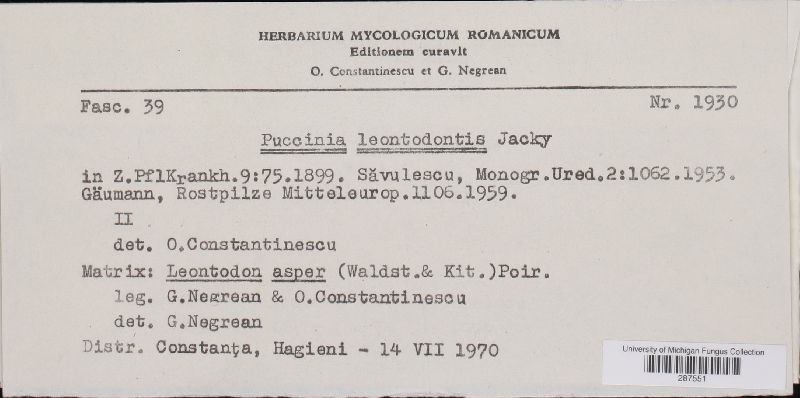 HERBARIUM MYCOLOGICUM ROMANICUM
Editionem curavit
O. Constantinescu et G. Negrean
Fasc. 39
Nr. 1930
Puccinia leontodontis Jacky
in Z.PflKrankh.9:75.1899. Săvulescu, Monogr.Ured.2:1062.1953.
Gäumann, Rostpilze Mitteleurop.1106.1959.
II
det. O.Constantinescu
Matrix: Leontodon asper (Waldst.& Kit.)Poir.
leg. G.Negrean & O.Constantinescu
det. G.Negrean
Distr. Constanţa, Hagieni - 14 VII 1970
University of Michigan Fungus Collection
287551